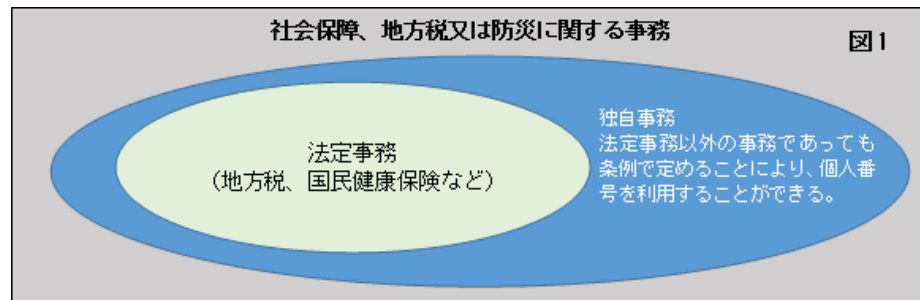 社会保障、地方税又は防災に関する事務
図1
法定事務
（地方税、国民健康保険など）
独自事務
法定事務以外の事務であっても
条例で定めることにより、個人番
号を利用することができる。